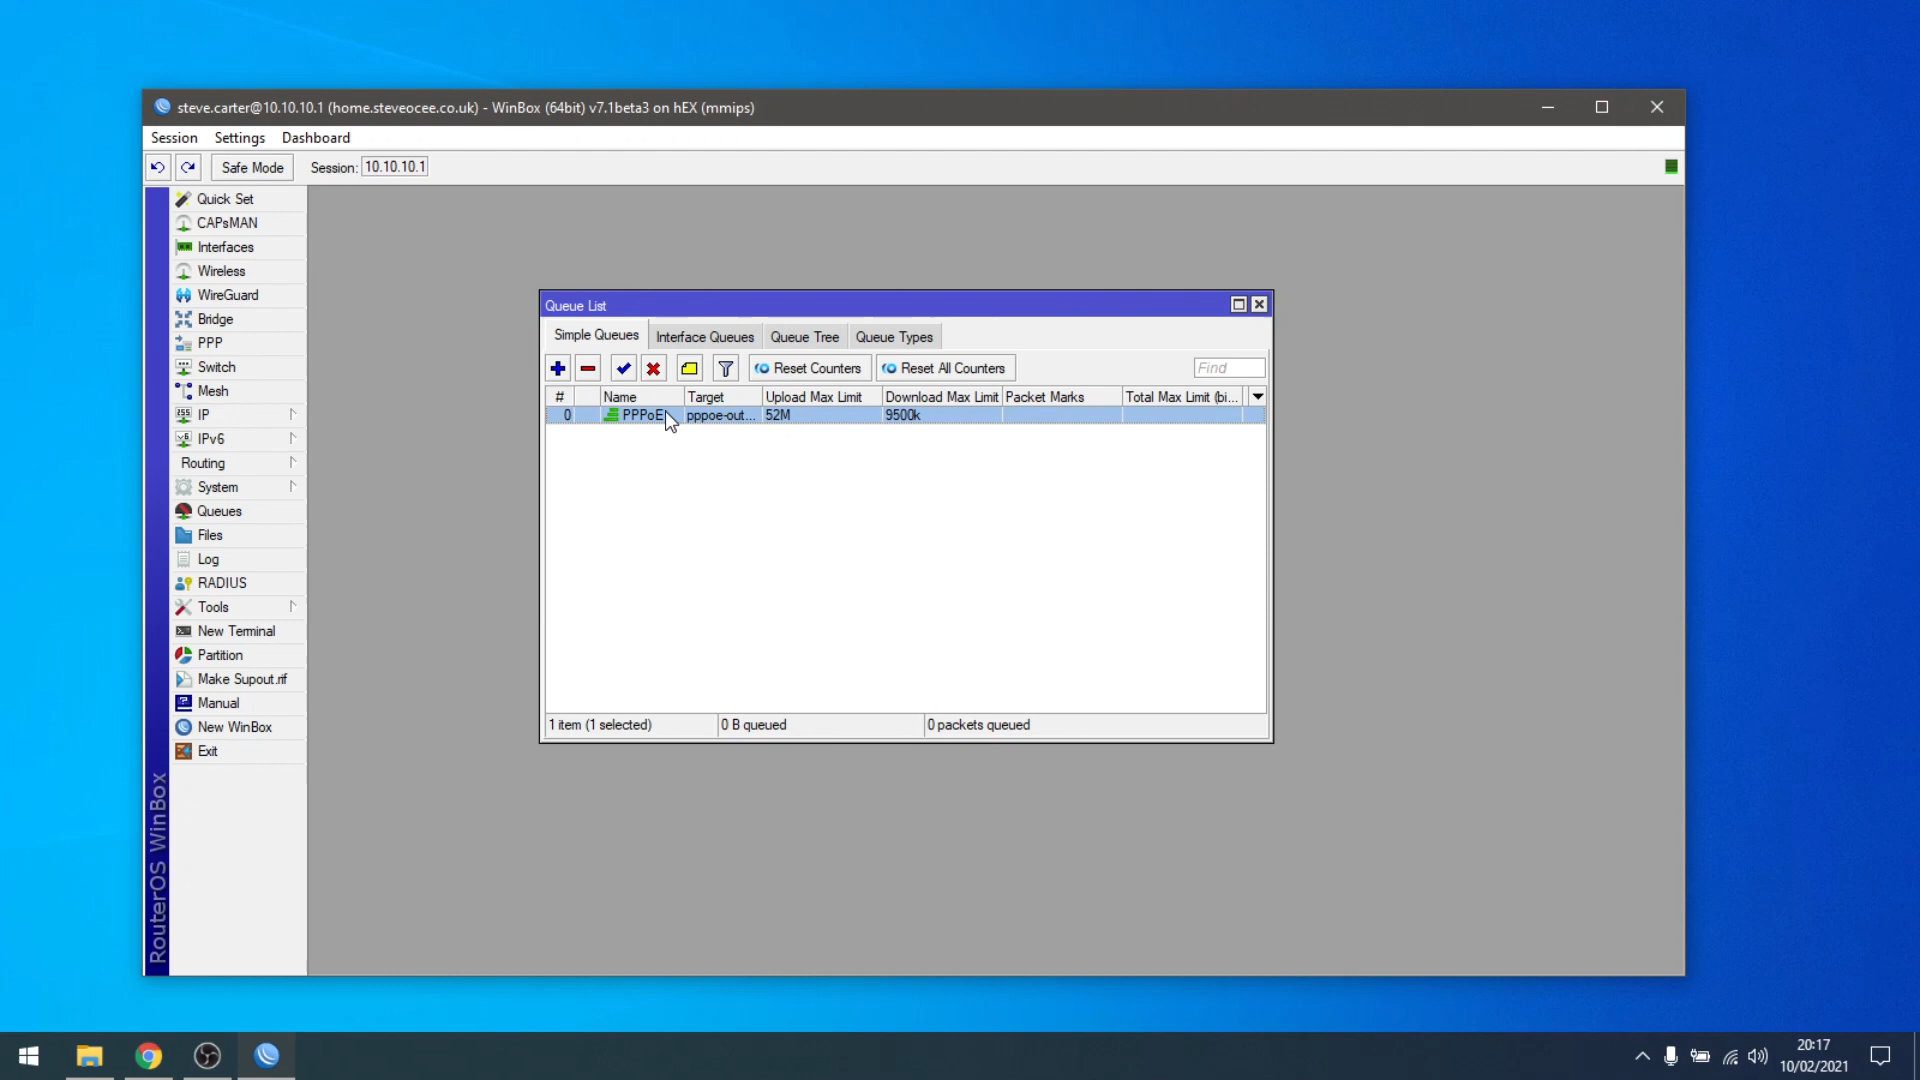 steve.carter@10.10.10.1 (home.steveocee.co.uk) - WinBox (64bit) v7.1beta3 on hEX (mmips)
Session Settings Dashboard
Safe Mode Session: 10.10.10.1
Quick Set
CAPsMAN
Interfaces
Wireless
WireGuard
Bridge
PPP
Switch
Mesh
IP
IPv6
Routing
System
Queues
Files
Log
RADIUS
Tools
New Terminal
Partition
Make Supout.rif
Manual
New WinBox
Exit
RouterOS WinBox
Queue List
Simple Queues Interface Queues Queue Tree Queue Types
Reset Counters Reset All Counters Find
# Name Target Upload Max Limit Download Max Limit Packet Marks Total Max Limit (bi...
0 PPPoE pppoe-out... 52M 9500k
1 item (1 selected) 0 B queued 0 packets queued
20:17
10/02/2021